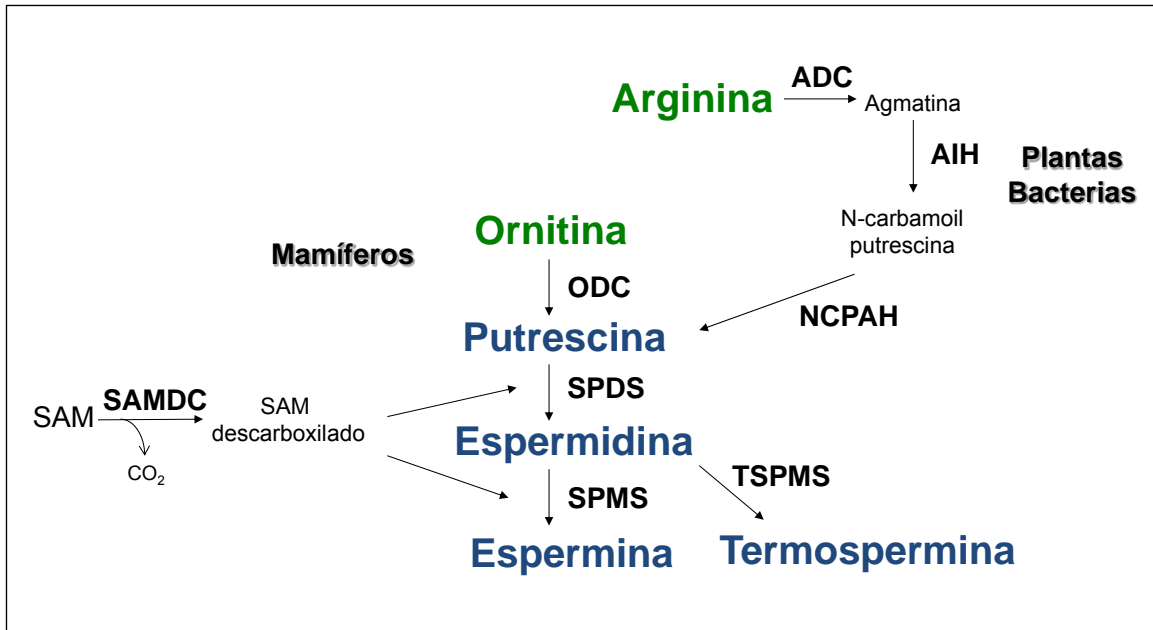 ADC
Arginina
Agmatina
AIH
Plantas
Bacterias
N-carbamoil
putrescina
Ornitina
Mamíferos
ODC
NCPAH
Putrescina
SPDS
SAMDC
SAM
SAM
descarboxilado
CO₂
Espermidina
TSPMS
SPMS
Espermina
Termospermina